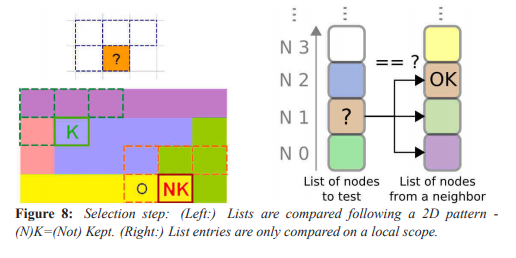 ?
K
O NK
N 3
N 2
N 1
N 0
== ?
OK
?
List of nodes
to test
List of nodes
from a neighbor
Figure 8: Selection step: (Left:) Lists are compared following a 2D pattern -
(N)K=(Not) Kept. (Right:) List entries are only compared on a local scope.